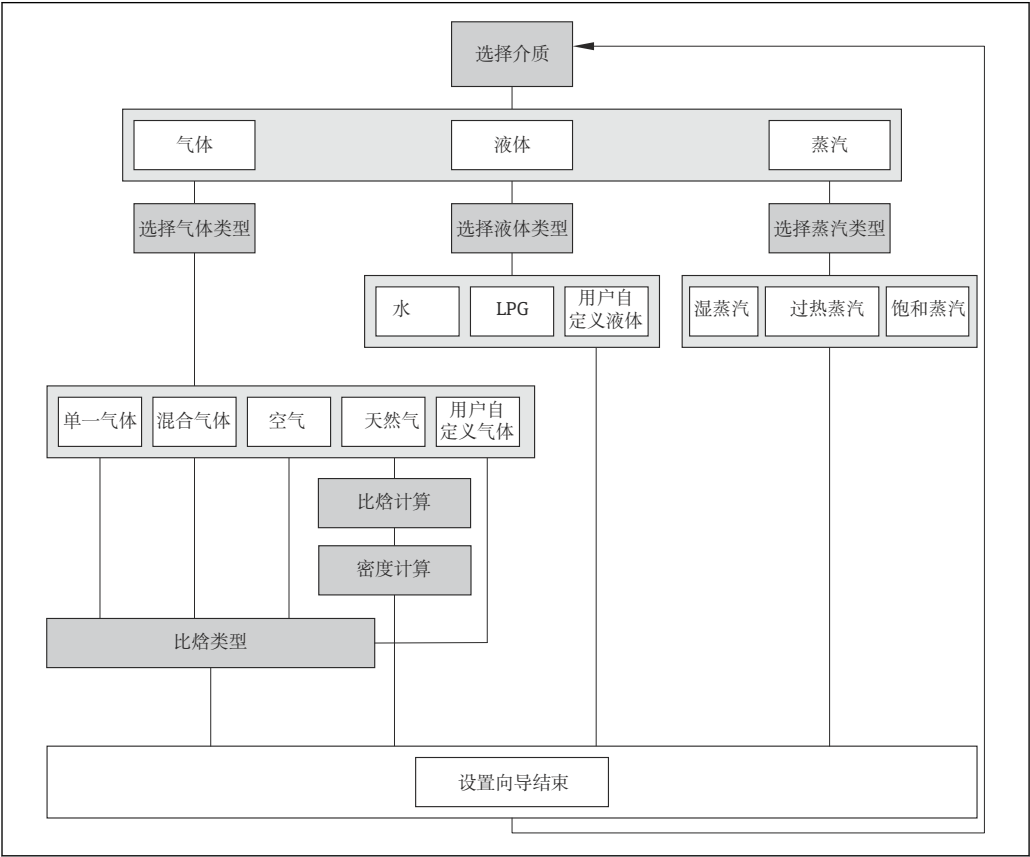 选择介质
气体
液体
蒸汽
选择气体类型
选择液体类型
选择蒸汽类型
水
LPG
用户自
定义液体
湿蒸汽
过热蒸汽
饱和蒸汽
单一气体
混合气体
空气
天然气
用户自
定义气体
比焓计算
密度计算
比焓类型
设置向导结束